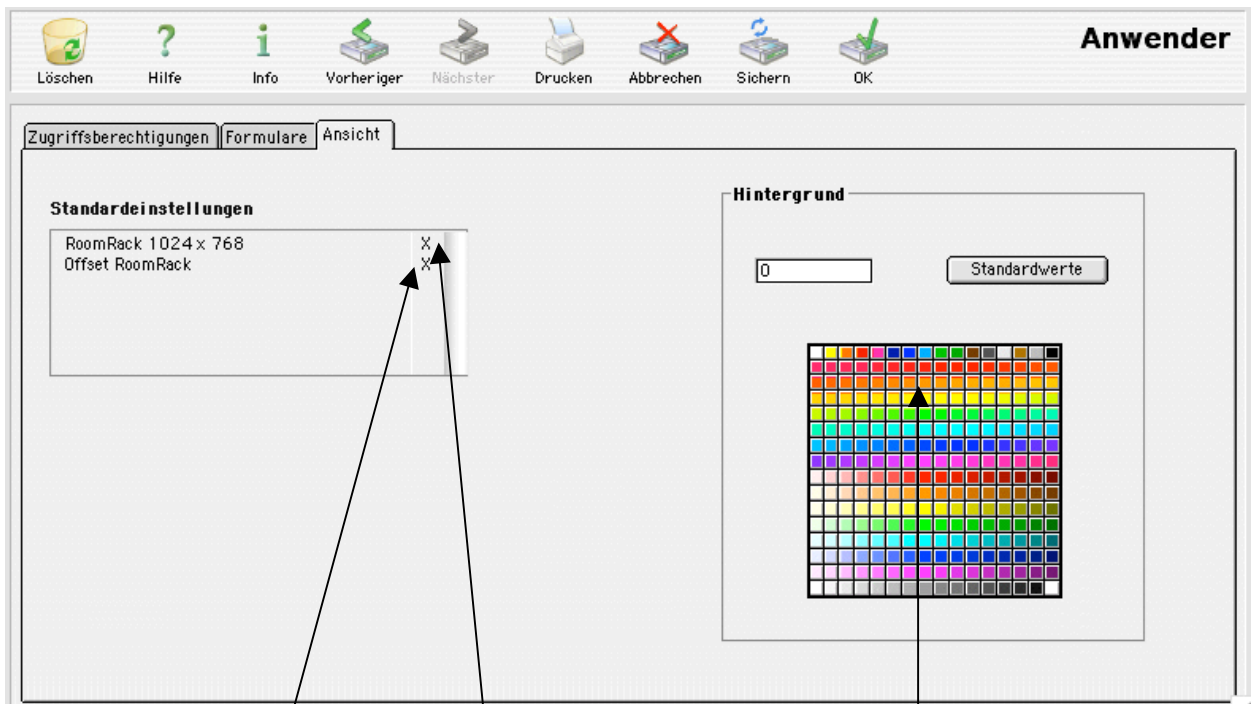 Anwender
Löschen Hilfe Info Vorheriger Nächster Drucken Abbrechen Sichern OK
Zugriffsberechtigungen Formulare Ansicht
Standardeinstellungen
RoomRack 1024 x 768 X
Offset RoomRack X
Hintergrund
0 Standardwerte